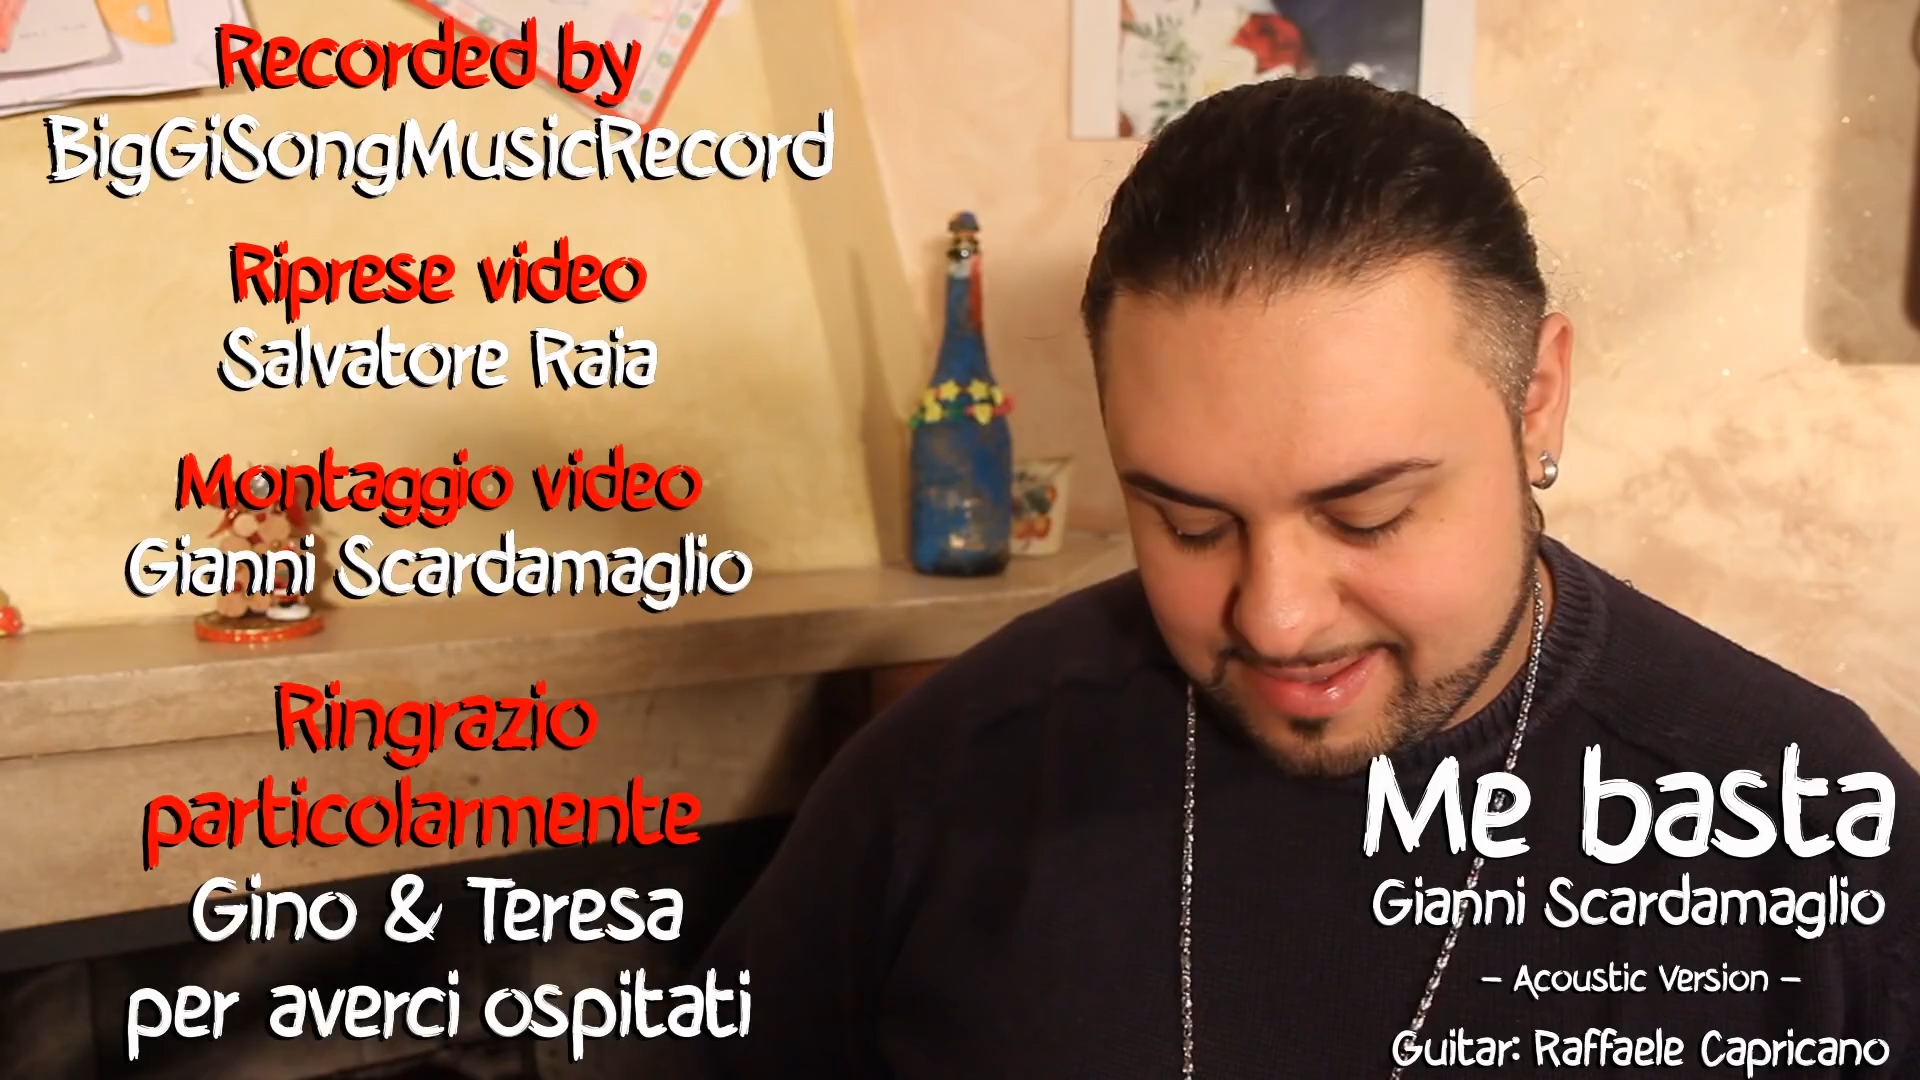 Recorded by
BigGiSongMusicRecord
Riprese video
Salvatore Raia
Montaggio video
Gianni Scardamaglio
Ringrazio
particolarmente
Gino & Teresa
per averci ospitati
Me basta
Gianni Scardamaglio
- Acoustic Version -
Guitar: Raffaele Capricano